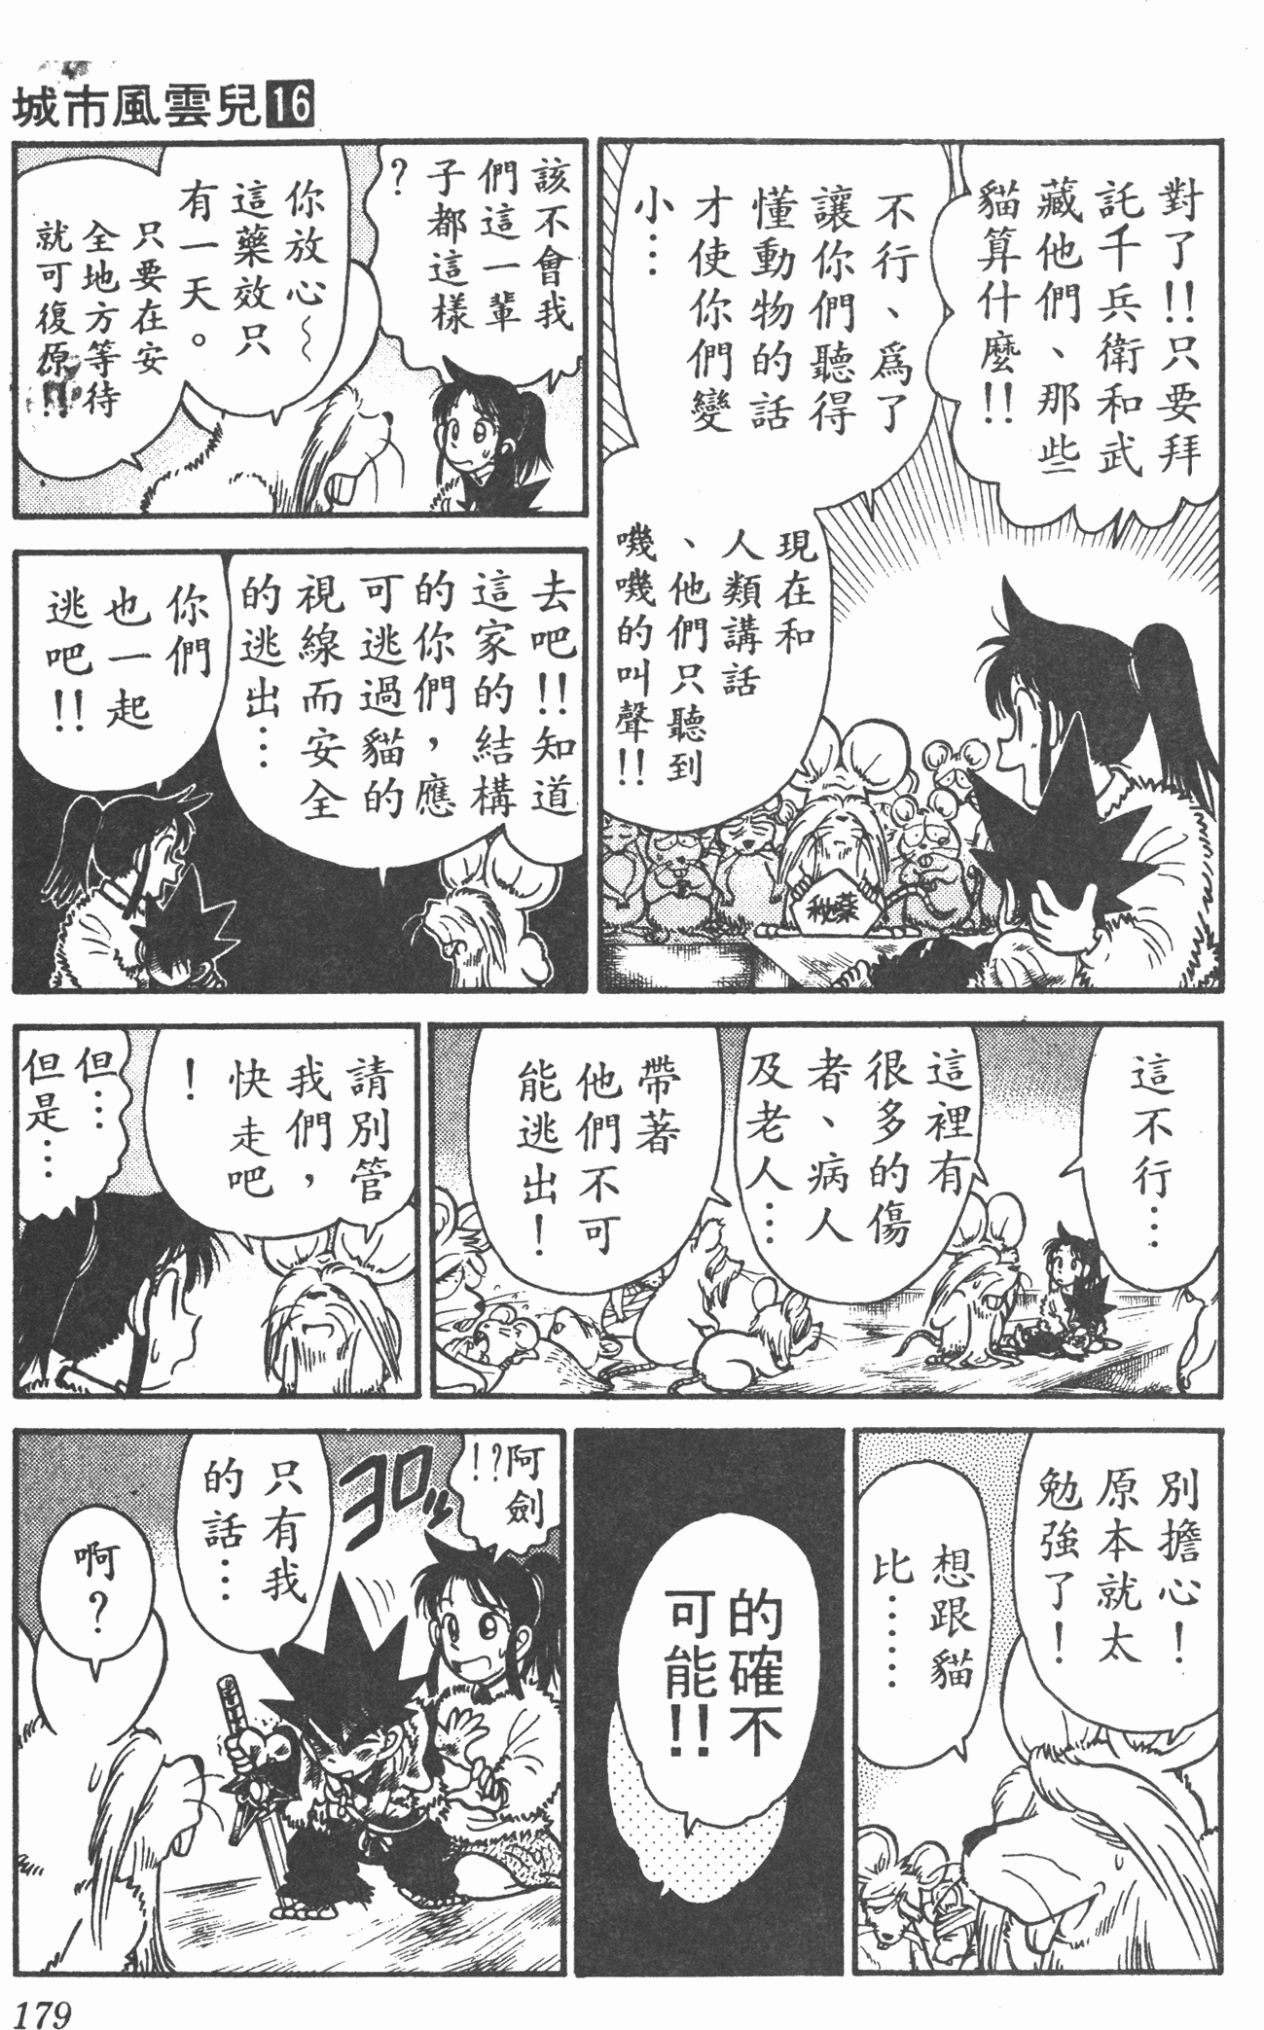 城市風雲兒16
對了!!只要拜
託千兵衛和武
藏他們、那些
貓算什麼!!
不行、爲了
讓你們聽得
懂動物的話
才使你們變
小…
現在和
人類講話
、他們只聽到
嘰嘰的叫聲!!
秘藥
該不會我
們這一輩
子都這樣
?
你放心～
這藥效只
有一天。
只要在安
全地方等待
就可復原!!
去吧!!知道
這家的結構
的你們，應
可逃過貓的
視線而安全
的逃出…
你們
也一起
逃吧!!
這不行…
這裡有
很多的傷
者、病人
及老人…
帶著
他們不可
能逃出!
請別管
我們，
快走吧
!
但…
但是…
別擔心!
原本就太
勉強了!
想跟貓
比……
的確不
可能!!
阿劍
!?
ヨロッ
只有我
的話…
啊?
179